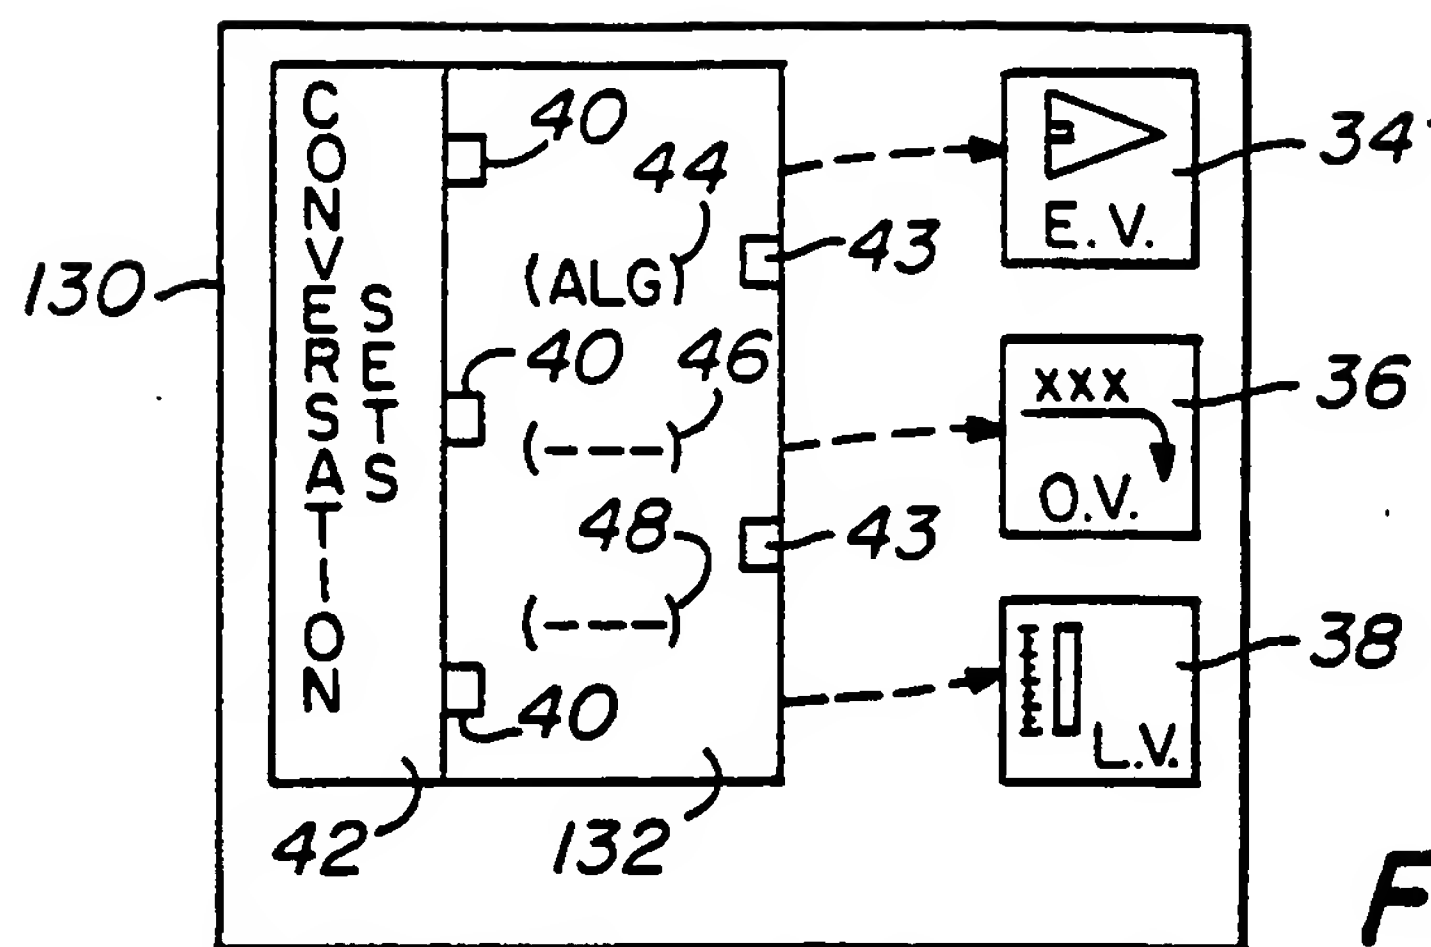 CONVERSATION
SETS
40
44
(ALG)
43
40
46
(----)
43
48
(----)
40
42
132
130
E.V.
34
XXX
O.V.
36
L.V.
38
F